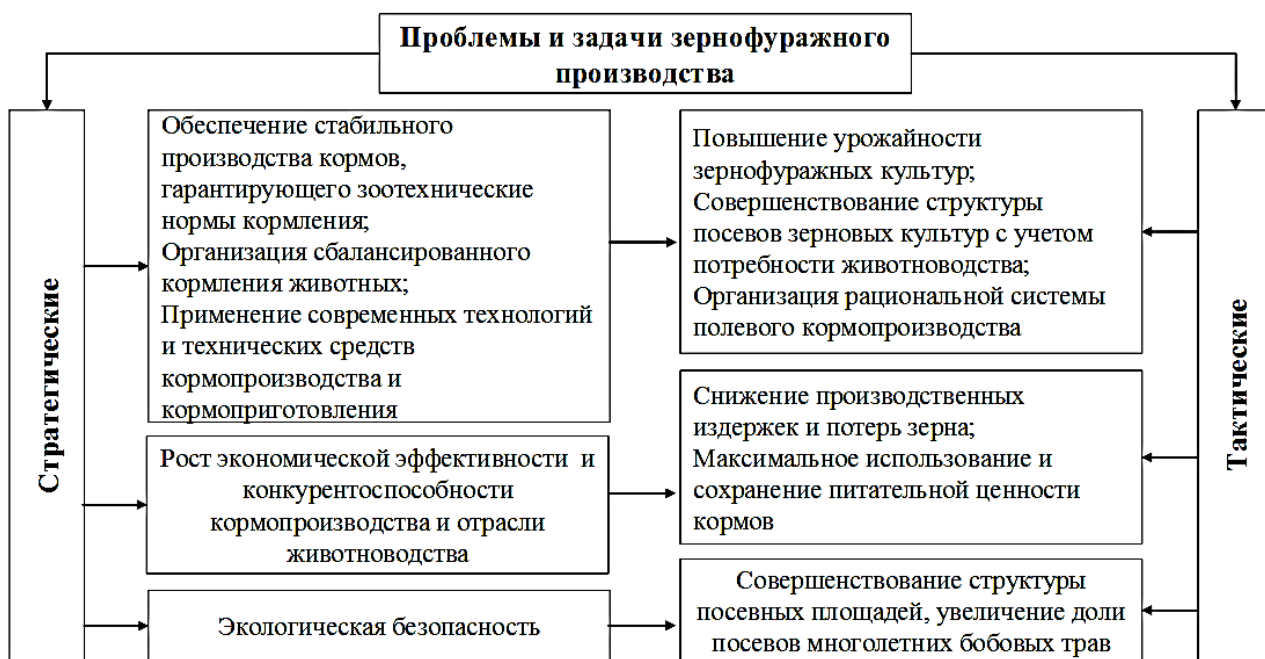 Проблемы и задачи зернофуражного
производства
Стратегические
Обеспечение стабильного
производства кормов,
гарантирующего зоотехнические
нормы кормления;
Организация сбалансированного
кормления животных;
Применение современных технологий
и технических средств
кормопроизводства и
кормоприготовления
Рост экономической эффективности и
конкурентоспособности
кормопроизводства и отрасли
животноводства
Экологическая безопасность
Повышение урожайности
зернофуражных культур;
Совершенствование структуры
посевов зерновых культур с учетом
потребности животноводства;
Организация рациональной системы
полевого кормопроизводства
Снижение производственных
издержек и потерь зерна;
Максимальное использование и
сохранение питательной ценности
кормов
Совершенствование структуры
посевных площадей, увеличение доли
посевов многолетних бобовых трав
Тактические